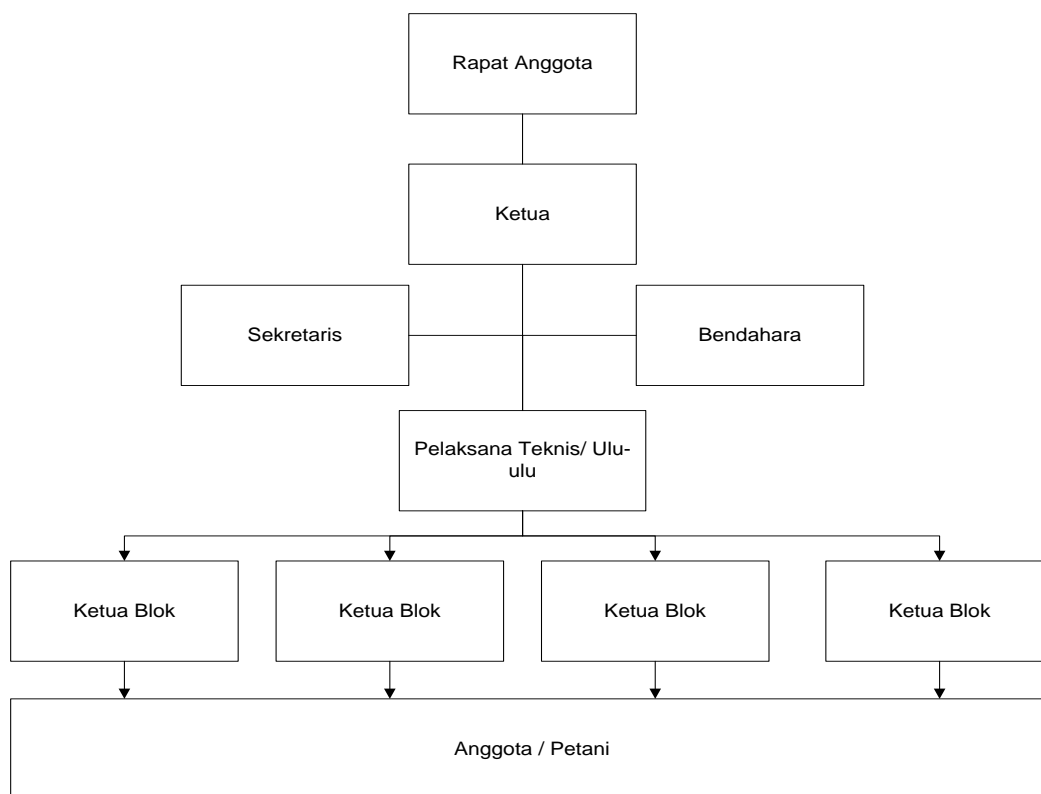 Rapat Anggota
Ketua
Sekretaris
Bendahara
Pelaksana Teknis/ Ulu-
ulu
Ketua Blok
Ketua Blok
Ketua Blok
Ketua Blok
Anggota / Petani